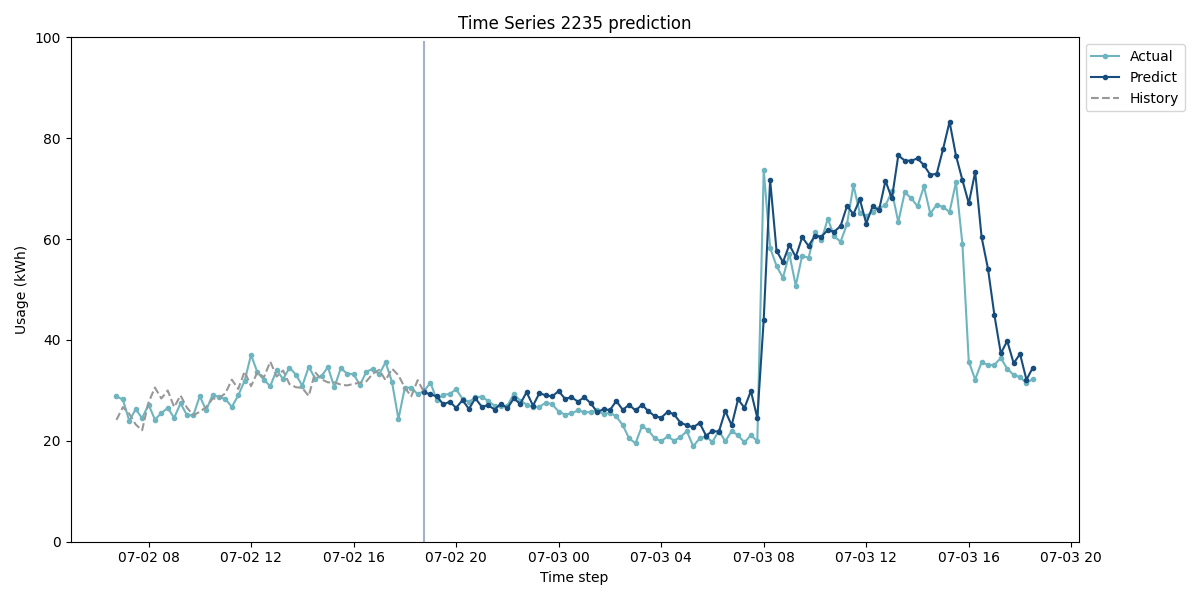 Time Series 2235 prediction
100
80
60
40
20
0
Usage (kWh)
07-02 08
07-02 12
07-02 16
07-02 20
07-03 00
07-03 04
07-03 08
07-03 12
07-03 16
07-03 20
Time step
Actual
Predict
History